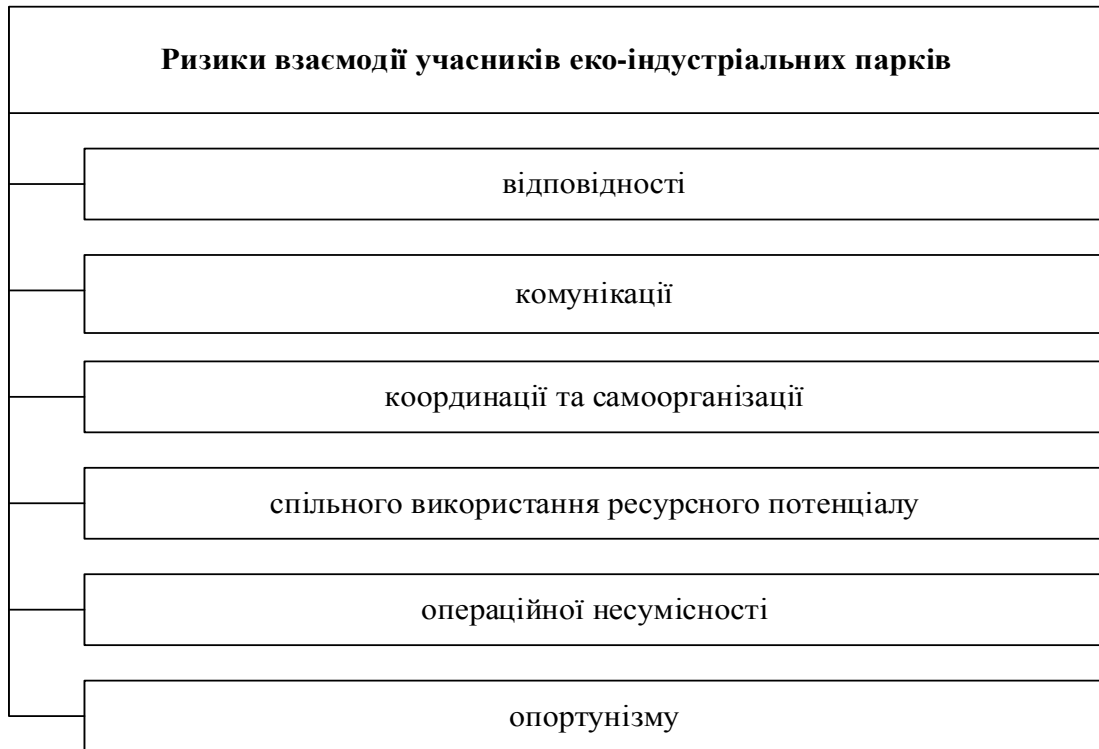 Ризики взаємодії учасників еко-індустріальних парків
відповідності
комунікації
координації та самоорганізації
спільного використання ресурсного потенціалу
операційної несумісності
опортунізму